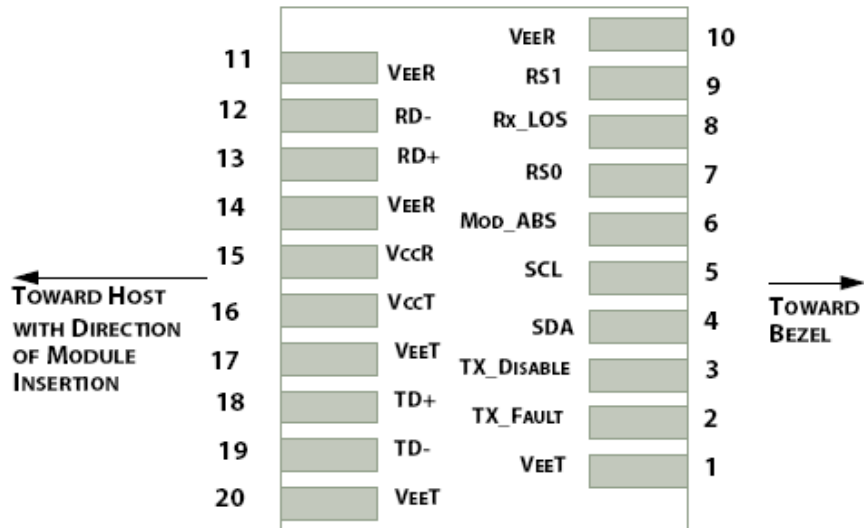 11
VEER
12
RD-
13
RD+
14
VEER
15
VCCR
16
VCCT
17
VEET
18
TD+
19
TD-
20
VEET
VEER
10
RS1
9
RX_LOS
8
RS0
7
MOD_ABS
6
SCL
5
SDA
4
TX_DISABLE
3
TX_FAULT
2
VEET
1
TOWARD HOST
WITH DIRECTION
OF MODULE
INSERTION
TOWARD
BEZEL